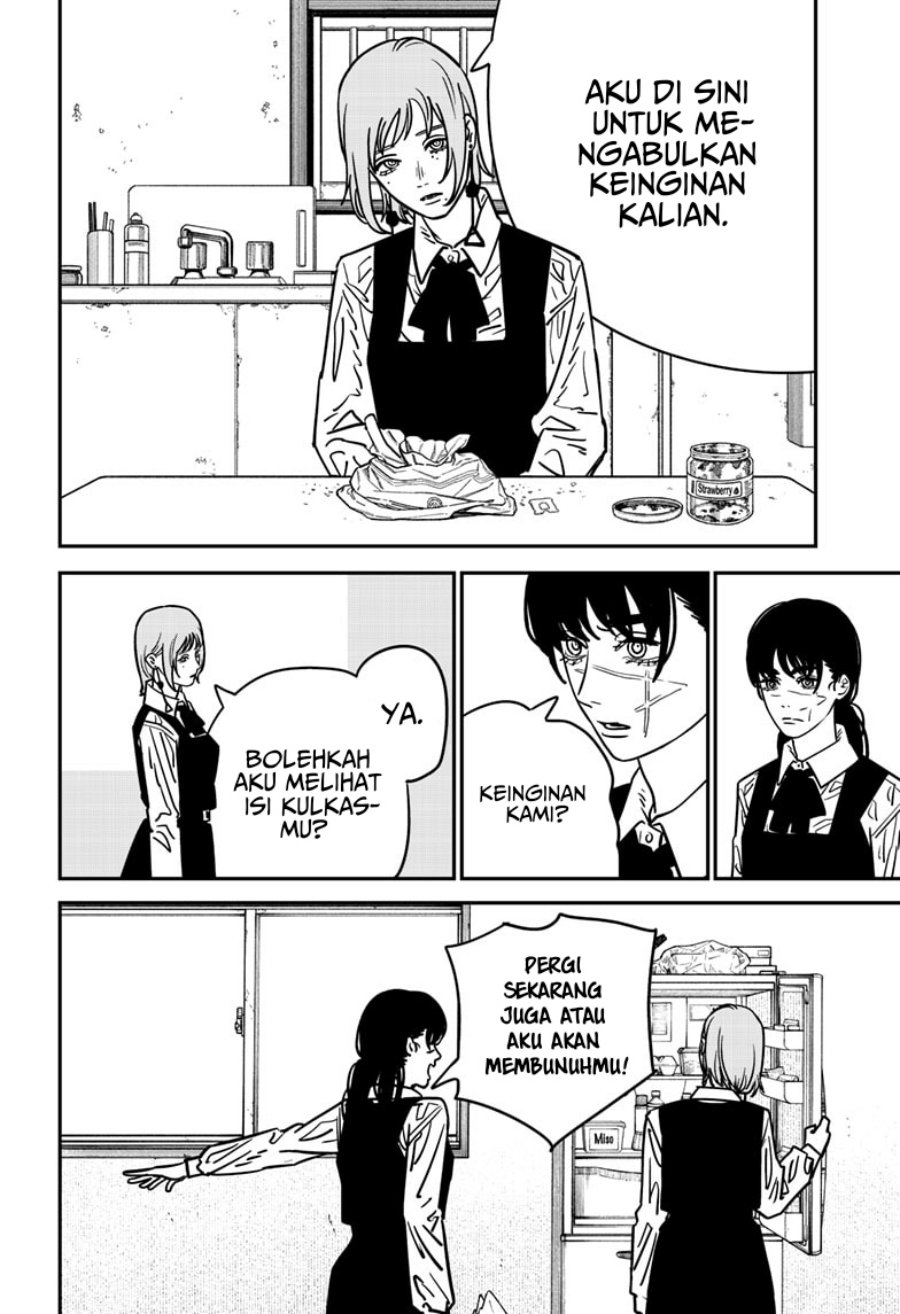 AKU DI SINI
UNTUK ME-
NGABULKAN
KEINGINAN
KALIAN.
Strawberry
KEINGINAN
KAMI?
YA.
BOLEHKAH
AKU MELIHAT
ISI KULKAS-
MU?
PERGI
SEKARANG
JUGA ATAU
AKU AKAN
MEMBUNUHMU!
Miso